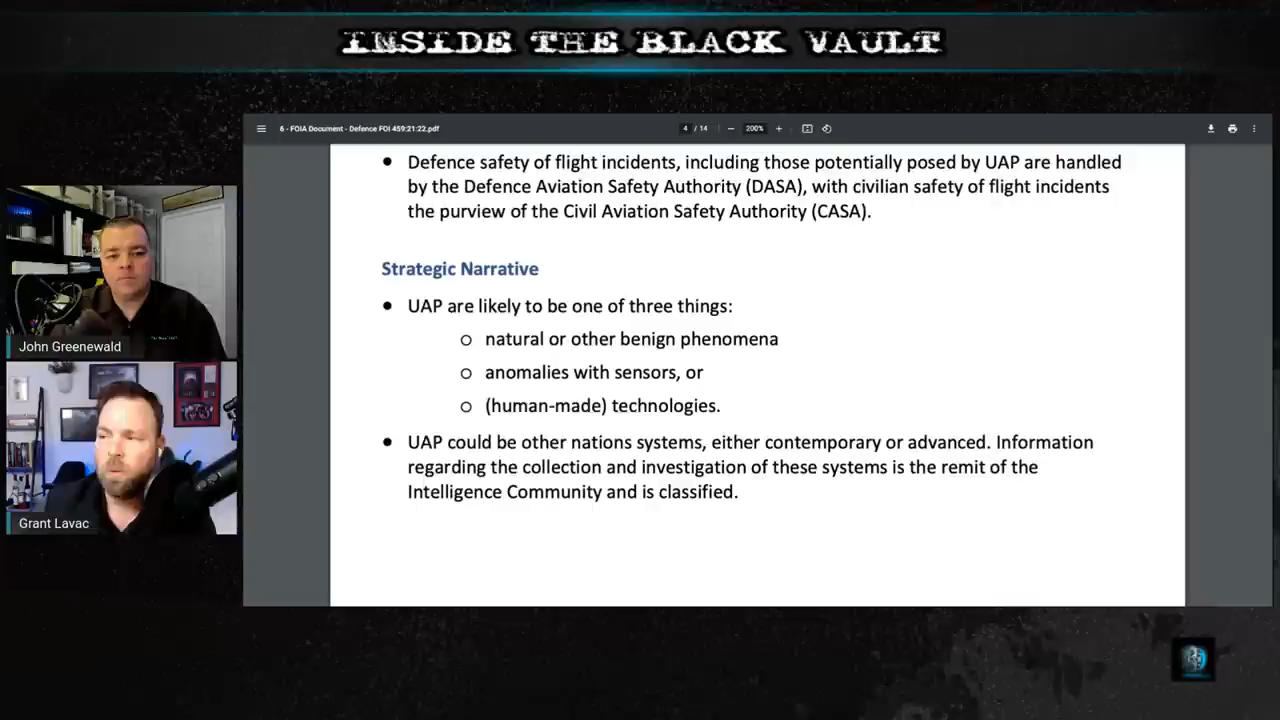 INSIDE THE BLACK VAULT
6 - FOIA Document - Defence FOI 459:21:22.pdf
4 / 14
200%
• Defence safety of flight incidents, including those potentially posed by UAP are handled
by the Defence Aviation Safety Authority (DASA), with civilian safety of flight incidents
the purview of the Civil Aviation Safety Authority (CASA).
Strategic Narrative
• UAP are likely to be one of three things:
o natural or other benign phenomena
o anomalies with sensors, or
o (human-made) technologies.
• UAP could be other nations systems, either contemporary or advanced. Information
regarding the collection and investigation of these systems is the remit of the
Intelligence Community and is classified.
John Greenewald
Grant Lavac